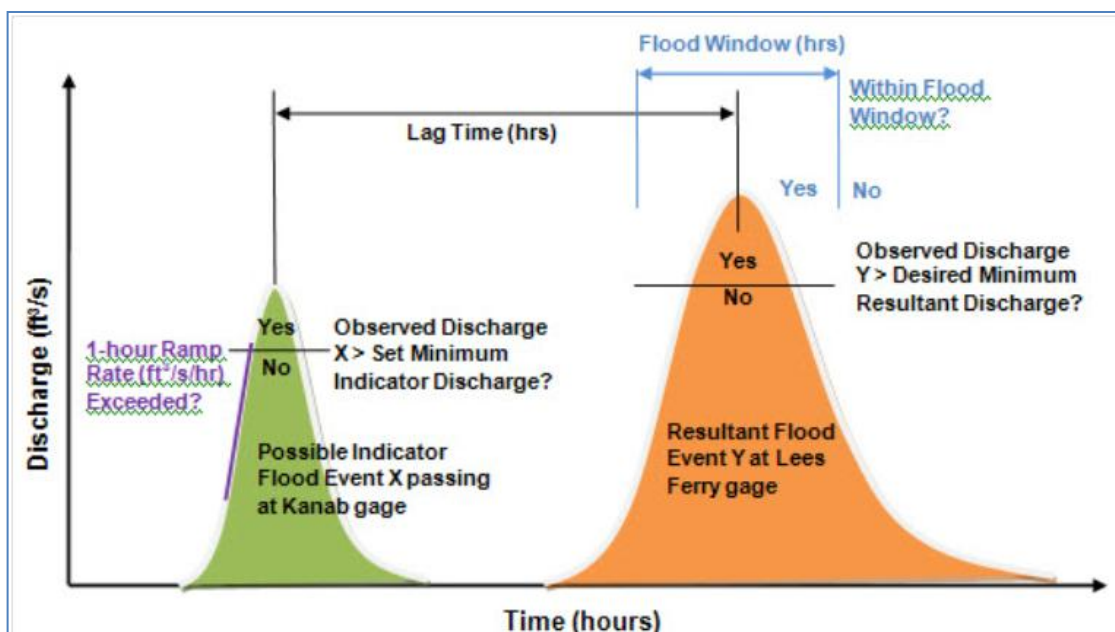 Flood Window (hrs)
Within Flood
Window?
Lag Time (hrs)
Yes No
Observed Discharge
Y > Desired Minimum
Resultant Discharge?
Yes
No
1-hour Ramp
Rate (ft³/s/hr)
Exceeded?
Yes
No
Observed Discharge
X > Set Minimum
Indicator Discharge?
Possible Indicator
Flood Event X passing
at Kanab gage
Resultant Flood
Event Y at Lees
Ferry gage
Discharge (ft³/s)
Time (hours)